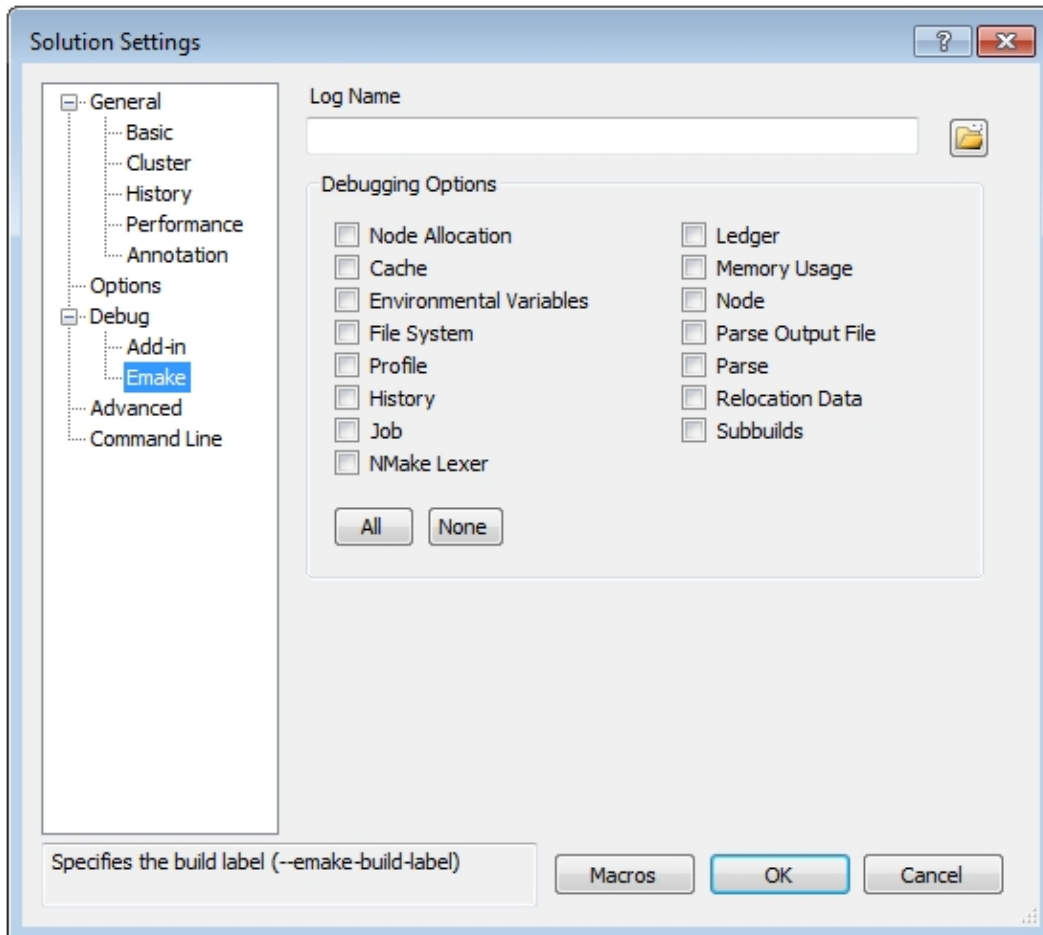 Solution Settings
General
Basic
Cluster
History
Performance
Annotation
Options
Debug
Add-in
Emake
Advanced
Command Line
Log Name
Debugging Options
Node Allocation
Cache
Environmental Variables
File System
Profile
History
Job
NMake Lexer
Ledger
Memory Usage
Node
Parse Output File
Parse
Relocation Data
Subbuilds
All None
Specifies the build label (--emake-build-label)
Macros OK Cancel